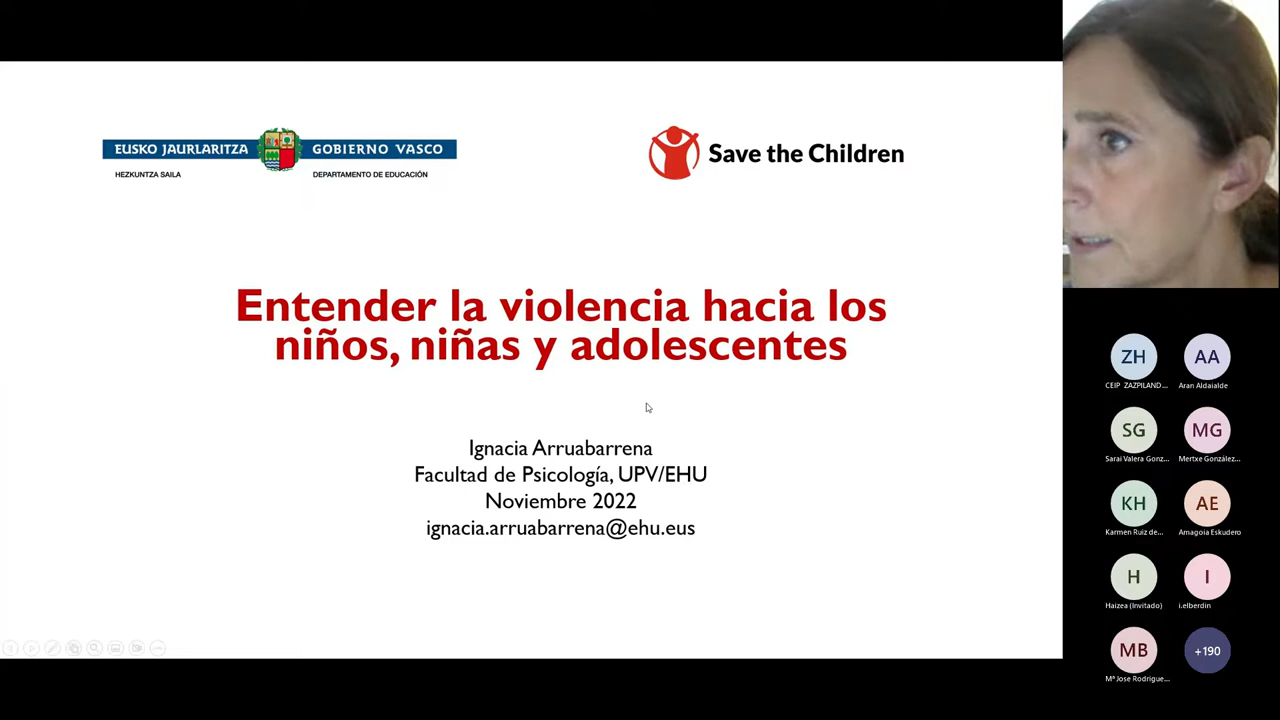 EUSKO JAURLARITZA
GOBIERNO VASCO
HEZKUNTZA SAILA
DEPARTAMENTO DE EDUCACIÓN
Save the Children
Entender la violencia hacia los
niños, niñas y adolescentes
Ignacia Arruabarrena
Facultad de Psicología, UPV/EHU
Noviembre 2022
ignacia.arruabarrena@ehu.eus
ZH
AA
CEIP ZAZPILAND...
Aran Aldaialde
SG
MG
Sarai Valera Gonz...
Mertxe González...
KH
AE
Karmen Ruiz de...
Amagoia Eskudero
H
I
Haizea (Invitado)
i.elberdin
MB
+190
Mª Jose Rodrigue...